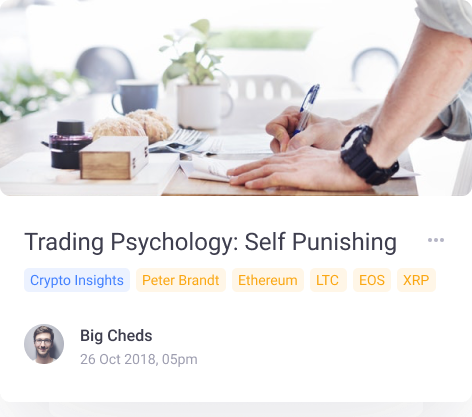 Trading Psychology: Self Punishing
Crypto Insights Peter Brandt Ethereum LTC EOS XRP
Big Cheds
26 Oct 2018, 05pm